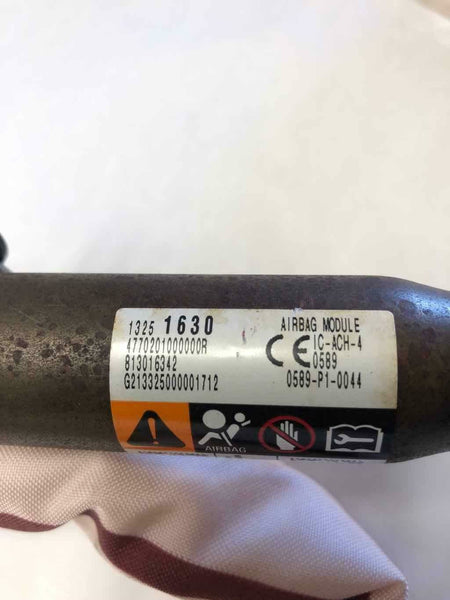 1325 1630
4770201000000R
813016342
G213325000001712
AIRBAG MODULE
CE IC-ACH-4
0589
0589-P1-0044
AIRBAG